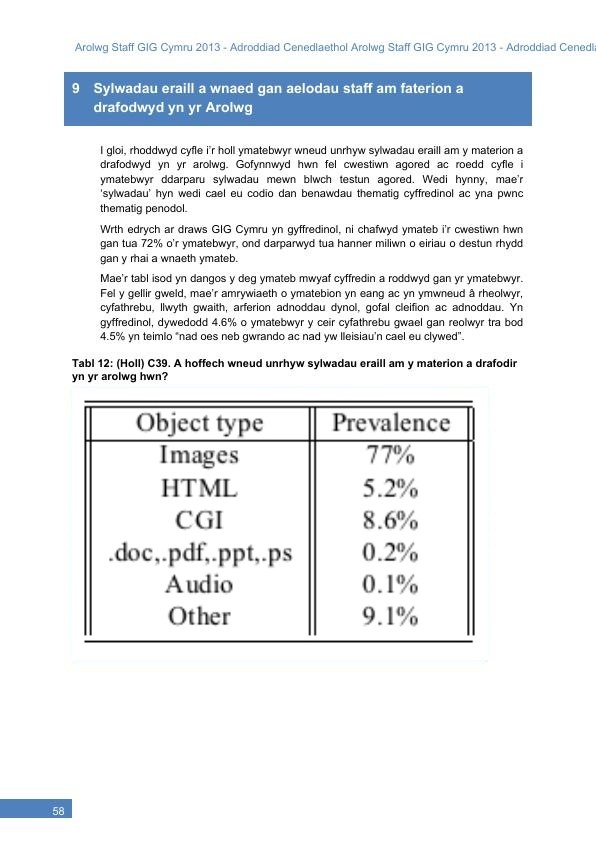 Arolwg Staff GIG Cymru 2013 - Adroddiad Cenedlaethol Arolwg Staff GIG Cymru 2013 - Adroddiad Cenedla
9 Sylwadau eraill a wnaed gan aelodau staff am faterion a
drafodwyd yn yr Arolwg
I gloi, rhoddwyd cyfle i'r holl ymatebwyr wneud unrhyw sylwadau eraill am y materion a
drafodwyd yn yr arolwg. Gofynnwyd hwn fel cwestiwn agored ac roedd cyfle i
ymatebwyr ddarparu sylwadau mewn blwch testun agored. Wedi hynny, mae'r
'sylwadau' hyn wedi cael eu codio dan benawdau thematig cyffredinol ac yna pwnc
thematig penodol.
Wrth edrych ar draws GIG Cymru yn gyffredinol, ni chafwyd ymateb i'r cwestiwn hwn
gan tua 72% o'r ymatebwyr, ond darparwyd tua hanner miliwn o eiriau o destun rhydd
gan y rhai a wnaeth ymateb.
Mae'r tabl isod yn dangos y deg ymateb mwyaf cyffredin a roddwyd gan yr ymatebwyr.
Fel y gellir gweld, mae'r amrywiaeth o ymatebion yn eang ac yn ymwneud â rheolwyr,
cyfathrebu, llwyth gwaith, arferion adnoddau dynol, gofal cleifion ac adnoddau. Yn
gyffredinol, dywedodd 4.6% o ymatebwyr y ceir cyfathrebu gwael gan reolwyr tra bod
4.5% yn teimlo "nad oes neb gwrando ac nad yw lleisiau'n cael eu clywed".
Tabl 12: (Holl) C39. A hoffech wneud unrhyw sylwadau eraill am y materion a drafodir
yn yr arolwg hwn?
Object type Prevalence
Images 77%
HTML 5.2%
CGI 8.6%
.doc,.pdf,.ppt,.ps 0.2%
Audio 0.1%
Other 9.1%
58